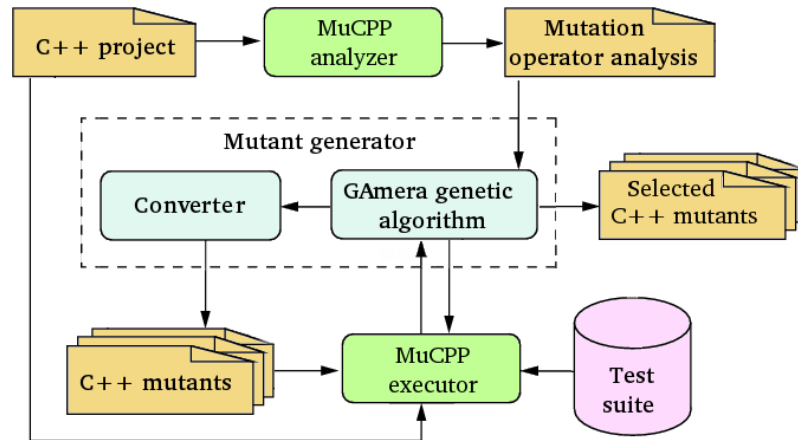 C++ project
MuCPP
analyzer
Mutation
operator analysis
Mutant generator
Converter
GAmera genetic
algorithm
Selected
C++ mutants
C++ mutants
MuCPP
executor
Test
suite